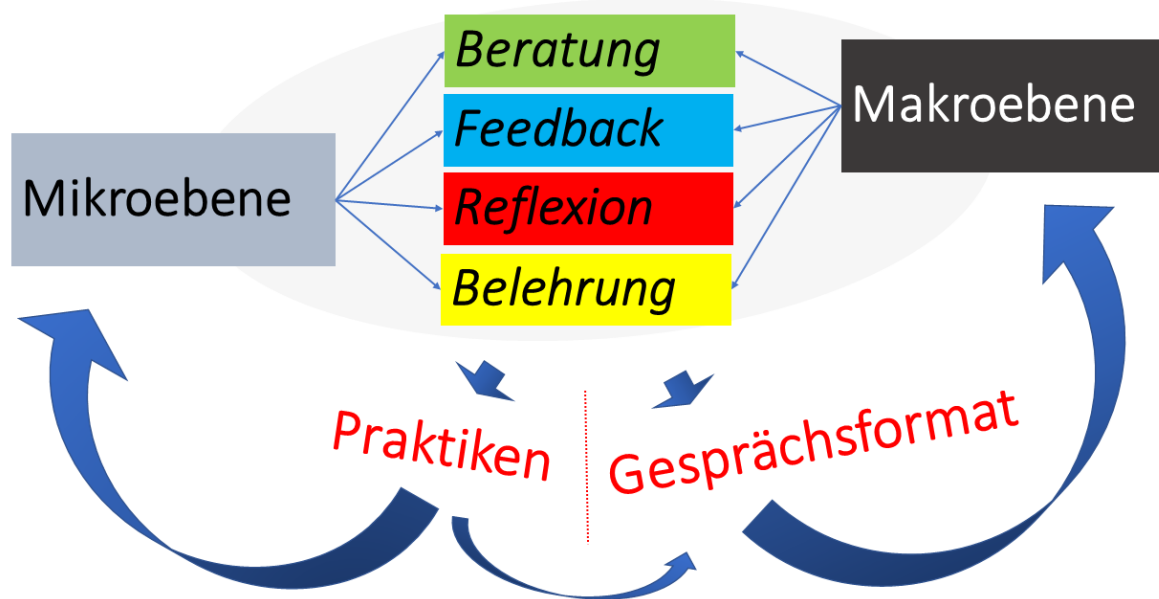 Beratung
Makroebene
Feedback
Mikroebene
Reflexion
Belehrung
Praktiken
Gesprächsformat